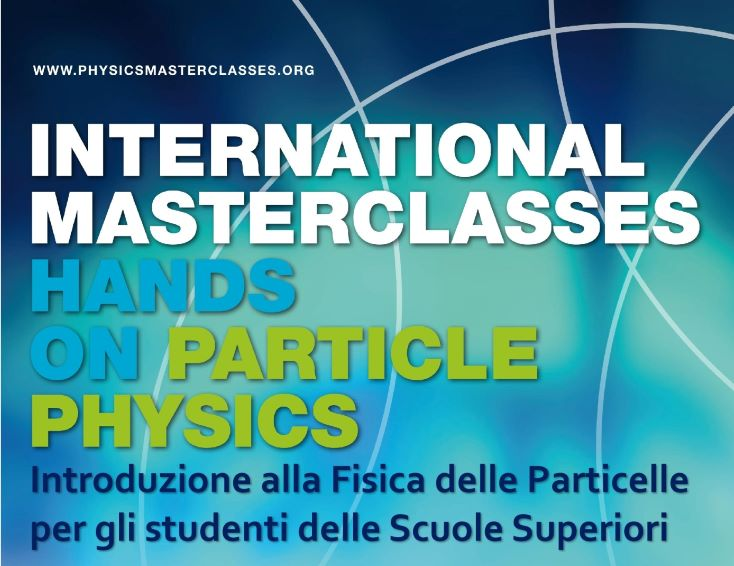 WWW.PHYSICSMASTERCLASSES.ORG
INTERNATIONAL
MASTERCLASSES
HANDS
ON PARTICLE
PHYSICS
Introduzione alla Fisica delle Particelle
per gli studenti delle Scuole Superiori